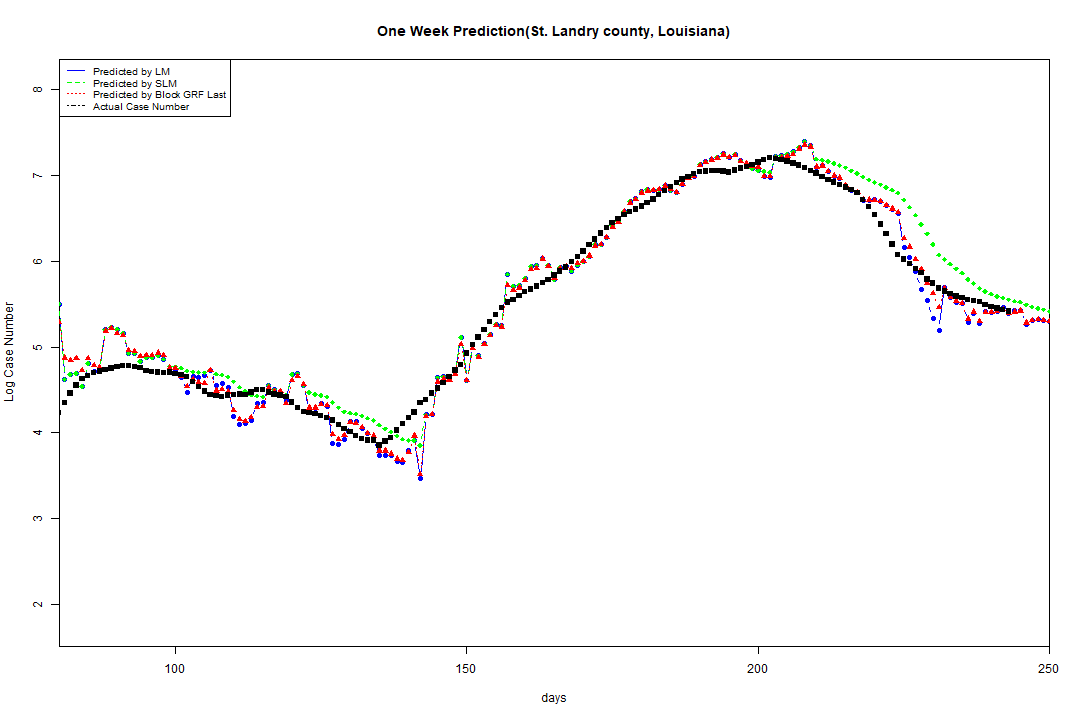 One Week Prediction(St. Landry county, Louisiana)
Predicted by LM
Predicted by SLM
Predicted by Block GRF Last
Actual Case Number
8
7
6
5
4
3
2
Log Case Number
100 150 200 250
days